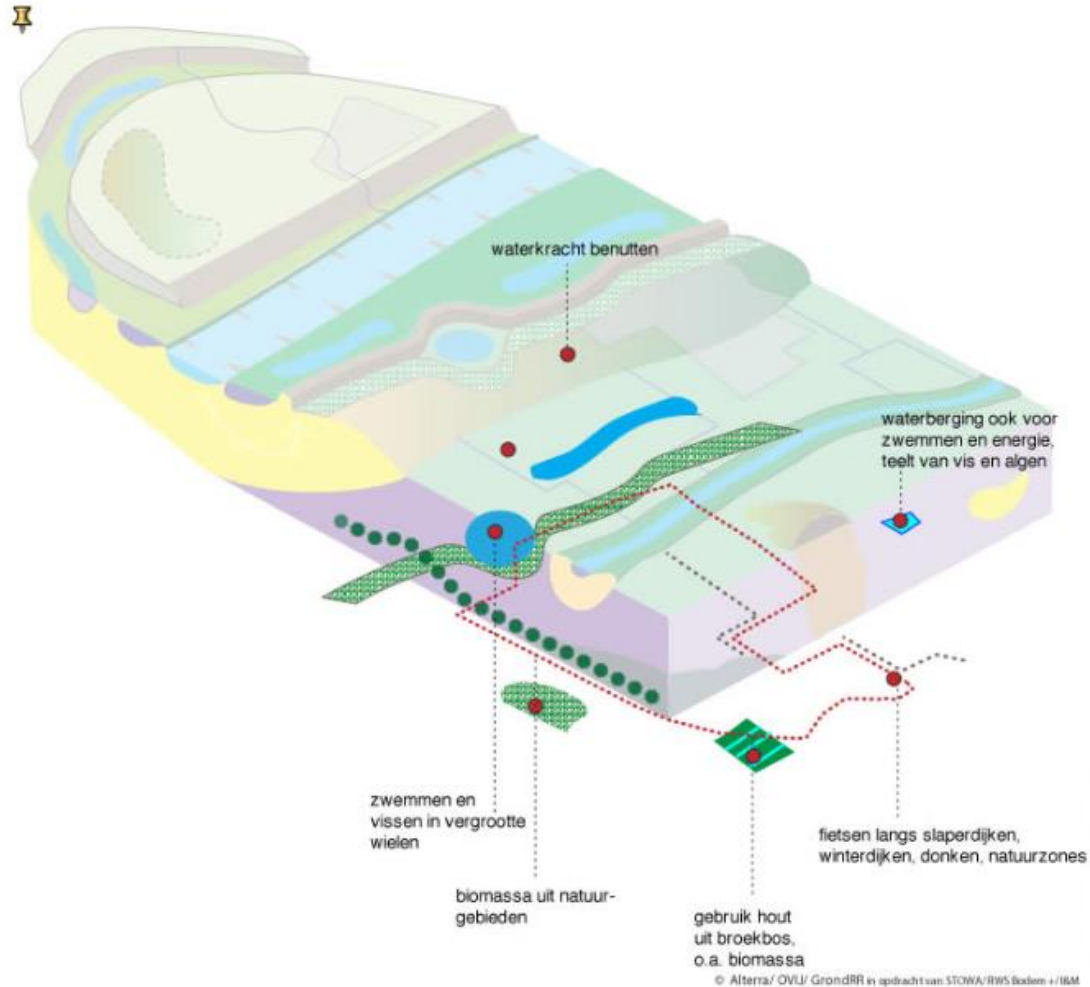 waterkracht benutten
waterberging ook voor
zwemmen en energie,
teelt van vis en algen
zwemmen en
vissen in vergrootte
wielen
fietsen langs slaperdijken,
winterdijken, donken, natuurzones
biomassa uit natuur-
gebieden
gebruik hout
uit broekbos,
o.a. biomassa
© Alterra/ OVIJ/ GrondRR in opdracht van STOWA/RWS Bodem +/I&M